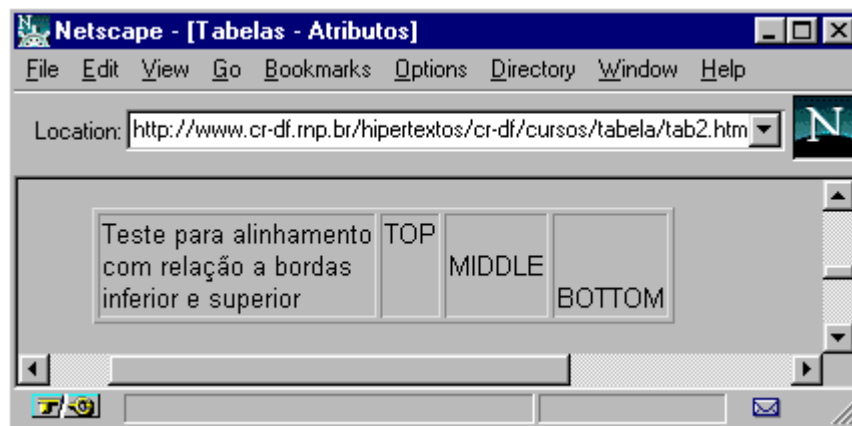 Netscape - [Tabelas - Atributos]
File Edit View Go Bookmarks Options Directory Window Help
Location: http://www.cr-df.rnp.br/hipertextos/cr-df/cursos/tabela/tab2.htm
N
Teste para alinhamento
com relação a bordas
inferior e superior
TOP
MIDDLE
BOTTOM